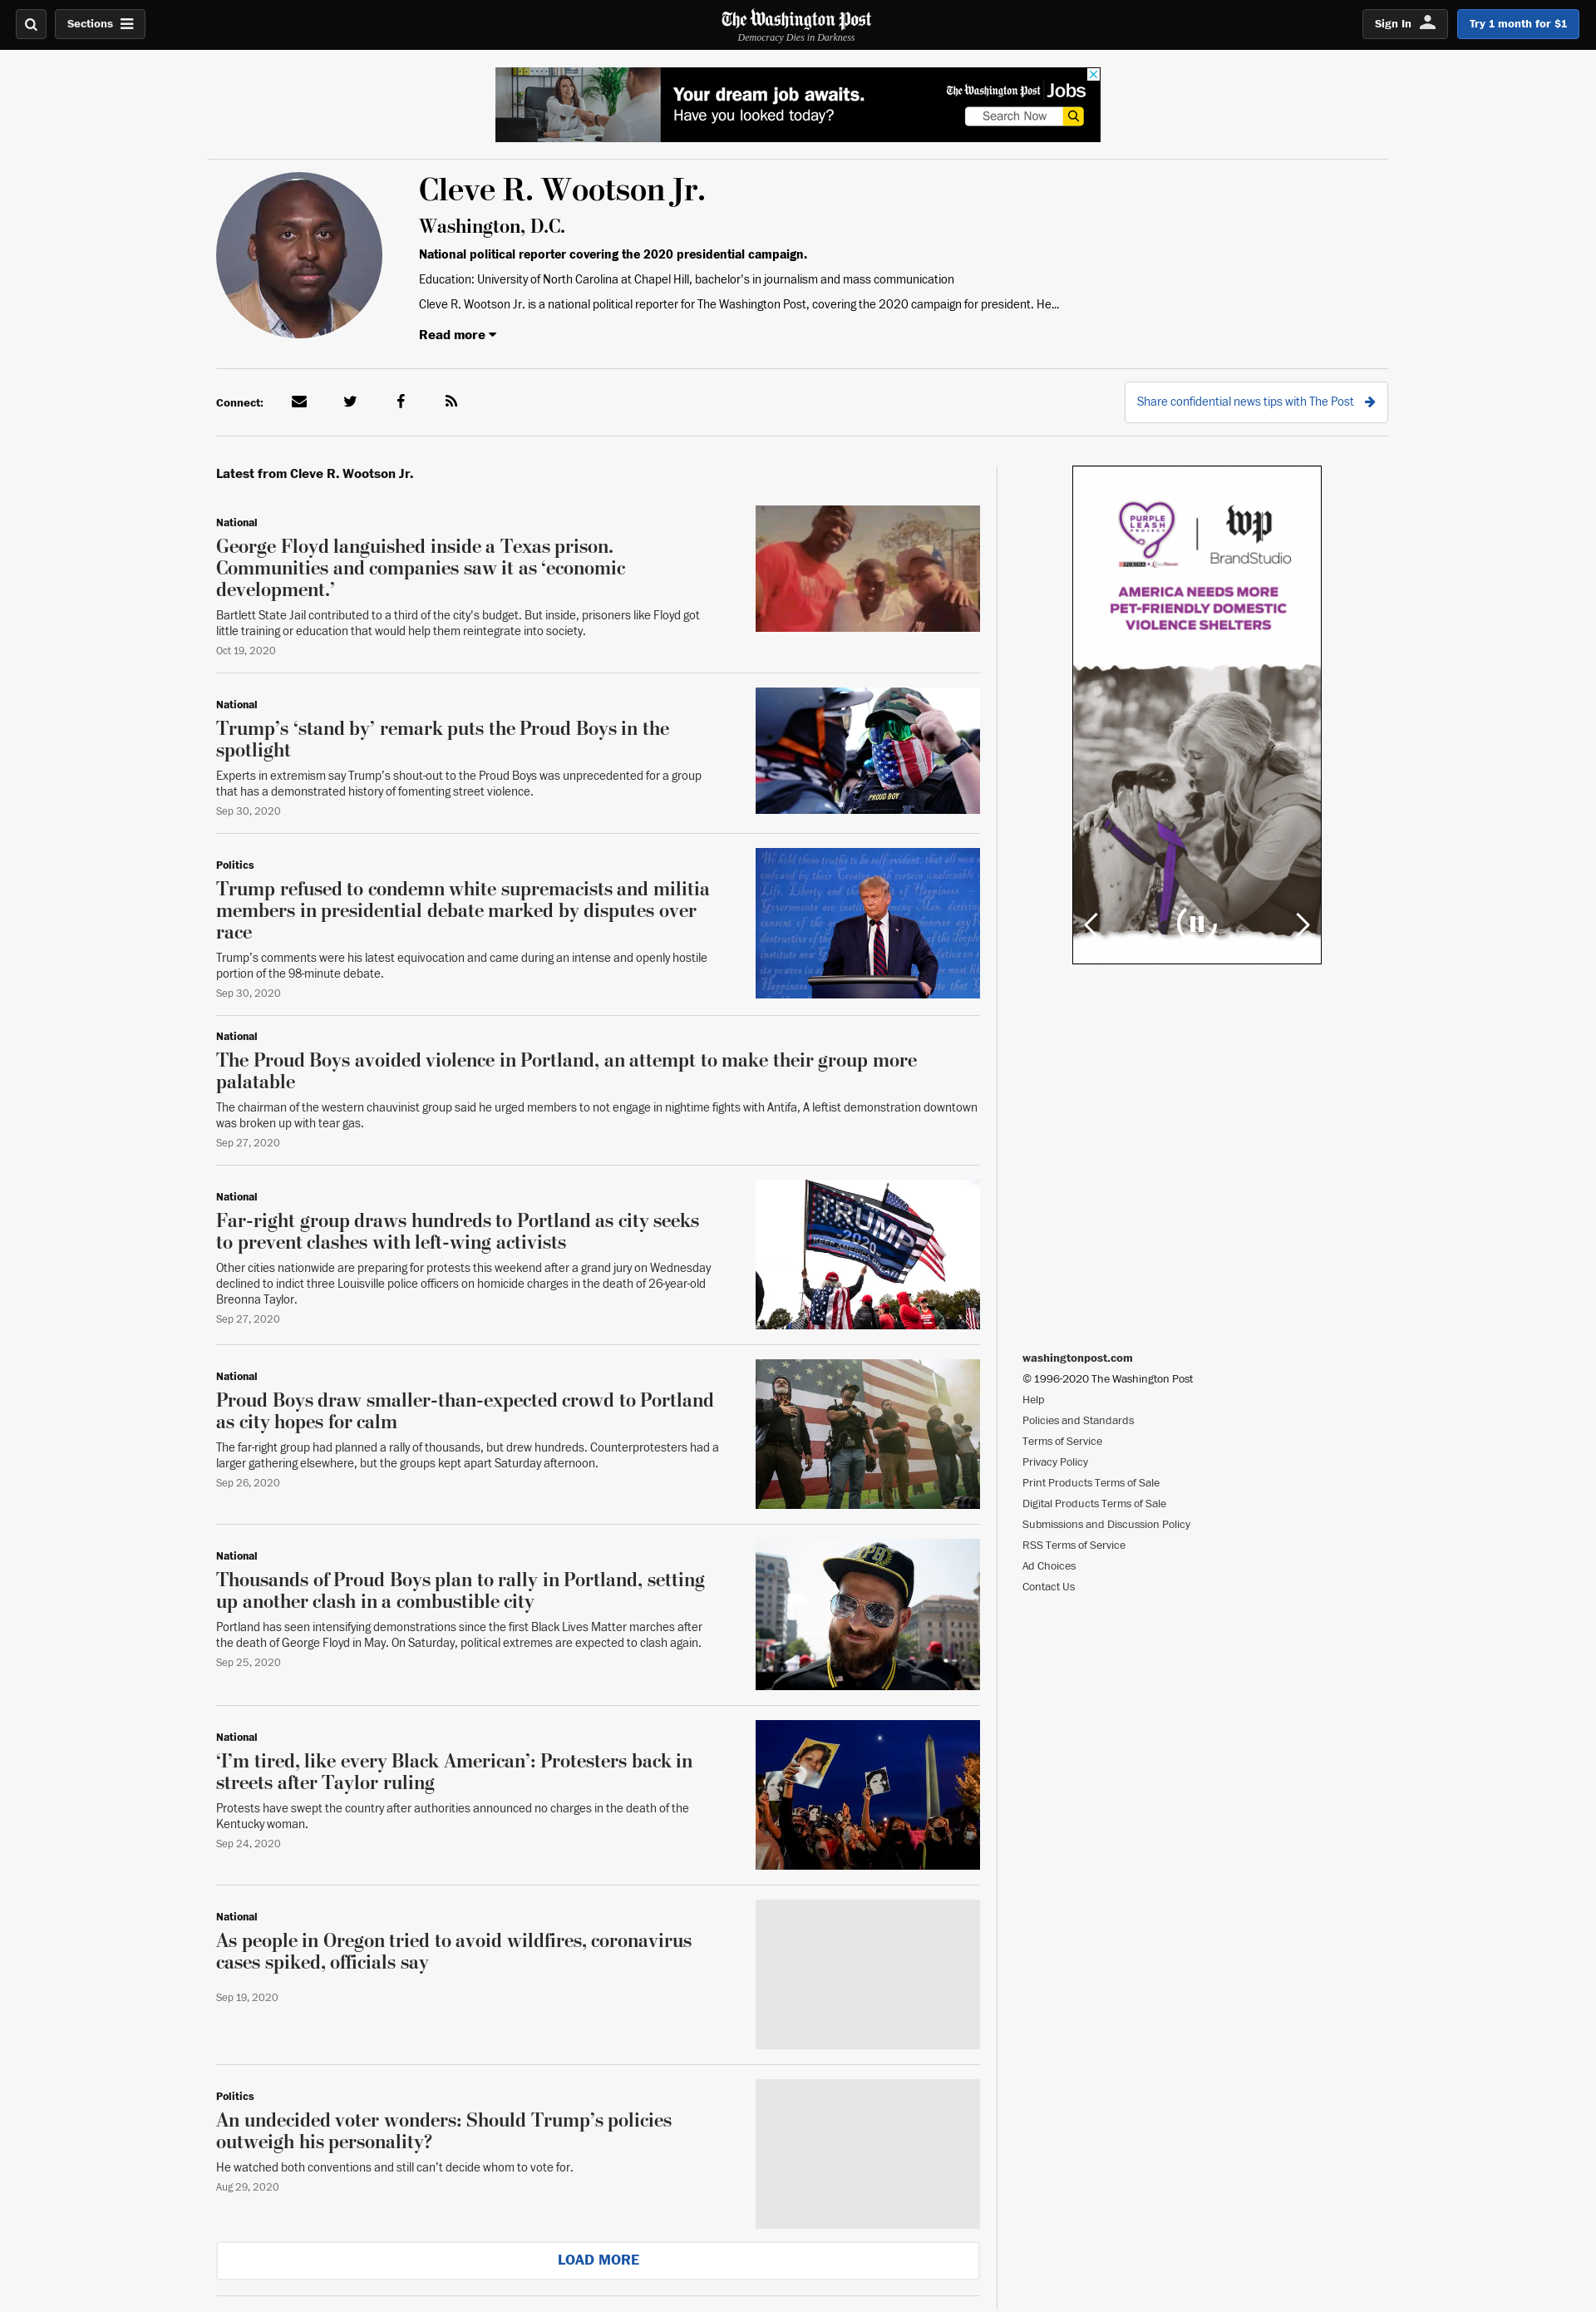 Sections
The Washington Post
Democracy Dies in Darkness
Sign In
Try 1 month for $1
Your dream job awaits.
Have you looked today?
The Washington Post Jobs
Search Now
Cleve R. Wootson Jr.
Washington, D.C.
National political reporter covering the 2020 presidential campaign.
Education: University of North Carolina at Chapel Hill, bachelor's in journalism and mass communication
Cleve R. Wootson Jr. is a national political reporter for The Washington Post, covering the 2020 campaign for president. He...
Read more
Connect:
Share confidential news tips with The Post
Latest from Cleve R. Wootson Jr.
National
George Floyd languished inside a Texas prison.
Communities and companies saw it as ‘economic
development.’
Bartlett State Jail contributed to a third of the city's budget. But inside, prisoners like Floyd got
little training or education that would help them reintegrate into society.
Oct 19, 2020
National
Trump’s ‘stand by’ remark puts the Proud Boys in the
spotlight
Experts in extremism say Trump’s shout-out to the Proud Boys was unprecedented for a group
that has a demonstrated history of fomenting street violence.
Sep 30, 2020
PROUD BOY
Politics
Trump refused to condemn white supremacists and militia
members in presidential debate marked by disputes over
race
Trump’s comments were his latest equivocation and came during an intense and openly hostile
portion of the 98-minute debate.
Sep 30, 2020
National
The Proud Boys avoided violence in Portland, an attempt to make their group more
palatable
The chairman of the western chauvinist group said he urged members to not engage in nightime fights with Antifa, A leftist demonstration downtown
was broken up with tear gas.
Sep 27, 2020
National
Far-right group draws hundreds to Portland as city seeks
to prevent clashes with left-wing activists
Other cities nationwide are preparing for protests this weekend after a grand jury on Wednesday
declined to indict three Louisville police officers on homicide charges in the death of 26-year-old
Breonna Taylor.
Sep 27, 2020
TRUMP
2020
KEEP AMERICA GREAT!
National
Proud Boys draw smaller-than-expected crowd to Portland
as city hopes for calm
The far-right group had planned a rally of thousands, but drew hundreds. Counterprotesters had a
larger gathering elsewhere, but the groups kept apart Saturday afternoon.
Sep 26, 2020
National
Thousands of Proud Boys plan to rally in Portland, setting
up another clash in a combustible city
Portland has seen intensifying demonstrations since the first Black Lives Matter marches after
the death of George Floyd in May. On Saturday, political extremes are expected to clash again.
Sep 25, 2020
PB
National
‘I’m tired, like every Black American’: Protesters back in
streets after Taylor ruling
Protests have swept the country after authorities announced no charges in the death of the
Kentucky woman.
Sep 24, 2020
National
As people in Oregon tried to avoid wildfires, coronavirus
cases spiked, officials say
Sep 19, 2020
Politics
An undecided voter wonders: Should Trump’s policies
outweigh his personality?
He watched both conventions and still can’t decide whom to vote for.
Aug 29, 2020
LOAD MORE
PURPLE
LEASH
PROJECT
PURINA
wp
BrandStudio
AMERICA NEEDS MORE
PET-FRIENDLY DOMESTIC
VIOLENCE SHELTERS
washingtonpost.com
© 1996-2020 The Washington Post
Help
Policies and Standards
Terms of Service
Privacy Policy
Print Products Terms of Sale
Digital Products Terms of Sale
Submissions and Discussion Policy
RSS Terms of Service
Ad Choices
Contact Us